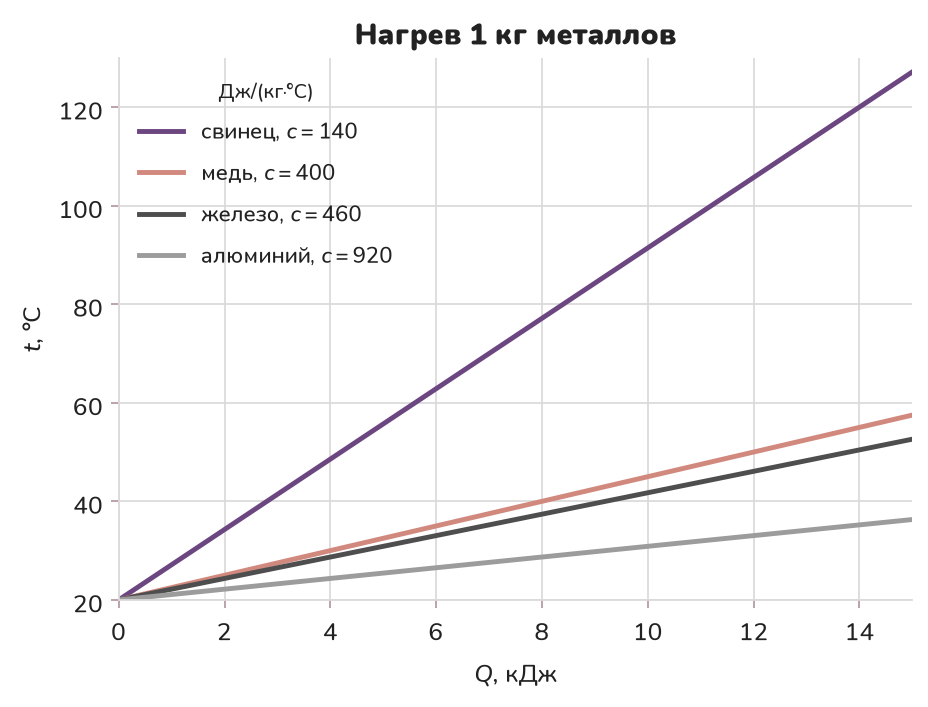 Нагрев 1 кг металлов
Дж/(кг·°С)
свинец, c = 140
медь, c = 400
железо, c = 460
алюминий, c = 920
t, °С
120
100
80
60
40
20
0 2 4 6 8 10 12 14
Q, кДж